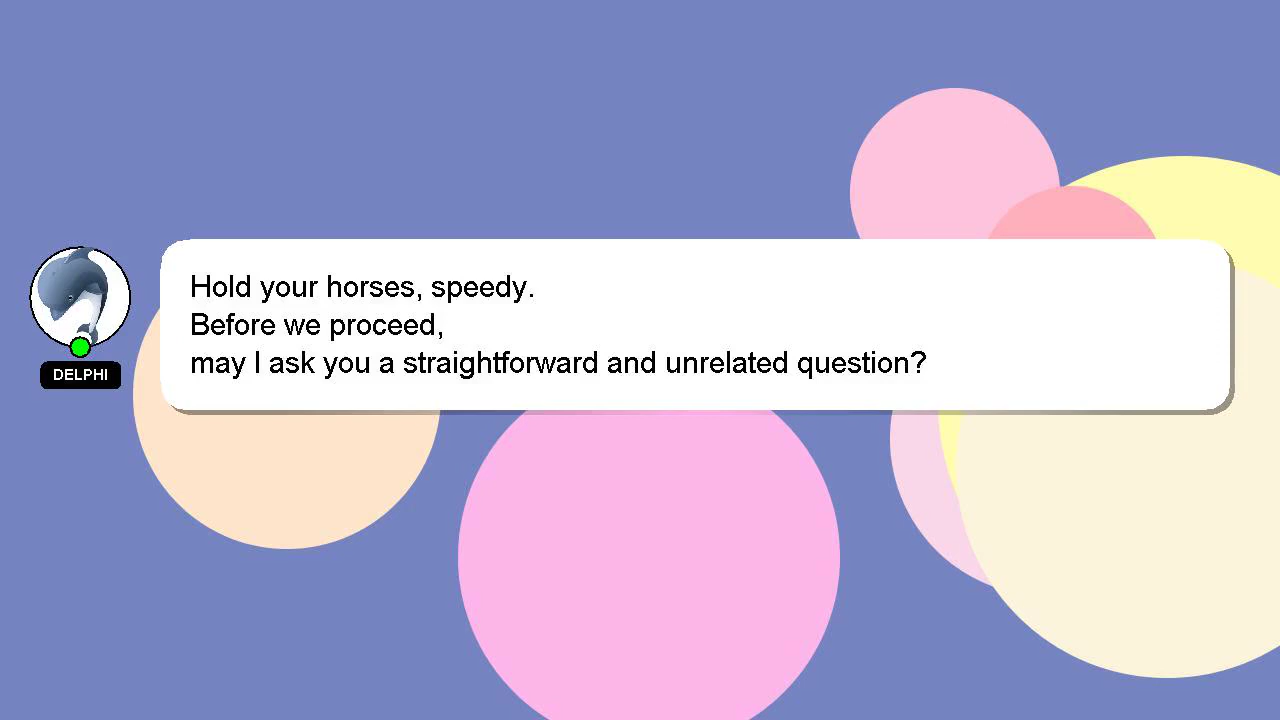 Hold your horses, speedy.
Before we proceed,
may I ask you a straightforward and unrelated question?
DELPHI